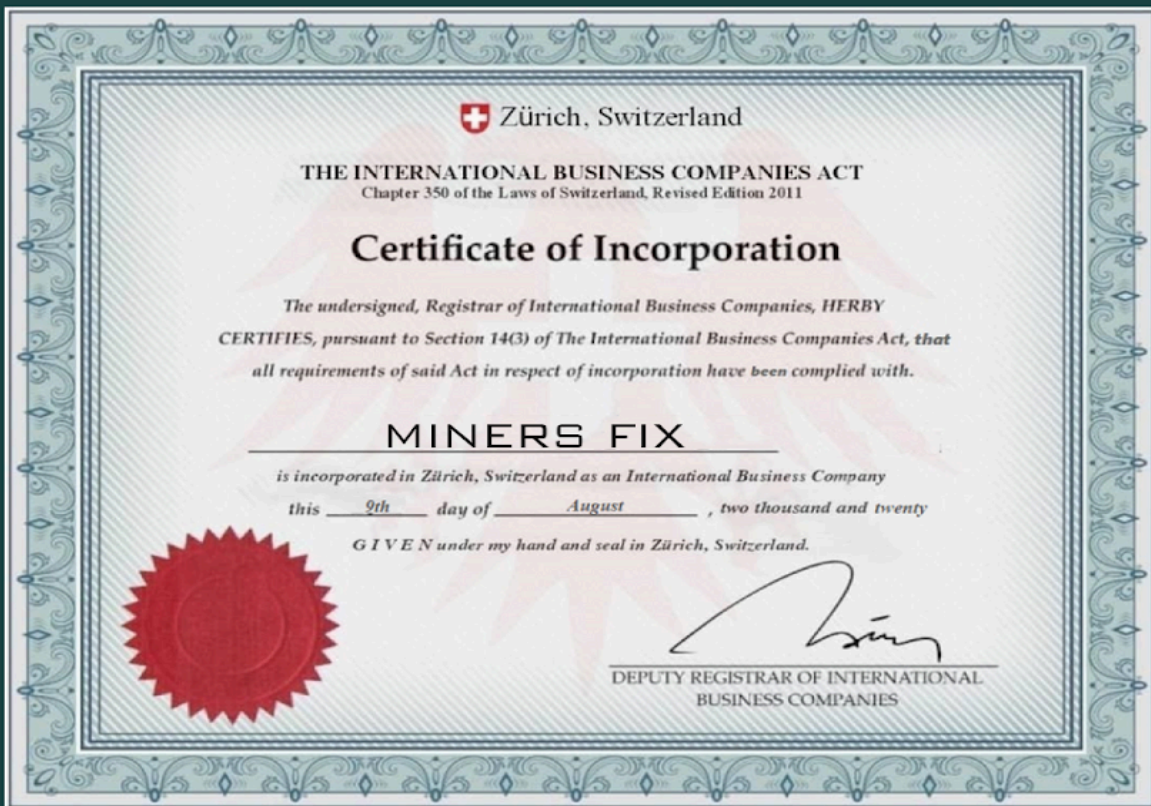 Zürich, Switzerland
THE INTERNATIONAL BUSINESS COMPANIES ACT
Chapter 350 of the Laws of Switzerland, Revised Edition 2011
Certificate of Incorporation
The undersigned, Registrar of International Business Companies, HERBY
CERTIFIES, pursuant to Section 14(3) of The International Business Companies Act, that
all requirements of said Act in respect of incorporation have been complied with.
MINERS FIX
is incorporated in Zürich, Switzerland as an International Business Company
this 9th day of August , two thousand and twenty
G I V E N under my hand and seal in Zürich, Switzerland.
DEPUTY REGISTRAR OF INTERNATIONAL
BUSINESS COMPANIES